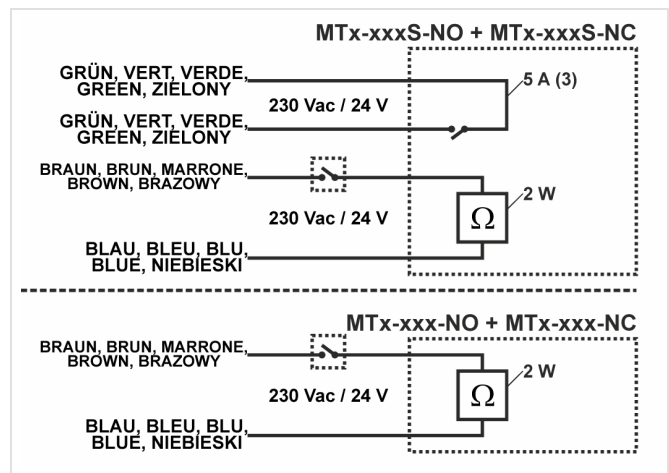 MTx-xxxS-NO + MTx-xxxS-NC
GRÜN, VERT, VERDE,
GREEN, ZIELONY
5 A (3)
230 Vac / 24 V
GRÜN, VERT, VERDE,
GREEN, ZIELONY
BRAUN, BRUN, MARRONE,
BROWN, BRAZOWY
2 W
Ω
230 Vac / 24 V
BLAU, BLEU, BLU,
BLUE, NIEBIESKI
MTx-xxx-NO + MTx-xxx-NC
BRAUN, BRUN, MARRONE,
BROWN, BRAZOWY
2 W
Ω
230 Vac / 24 V
BLAU, BLEU, BLU,
BLUE, NIEBIESKI